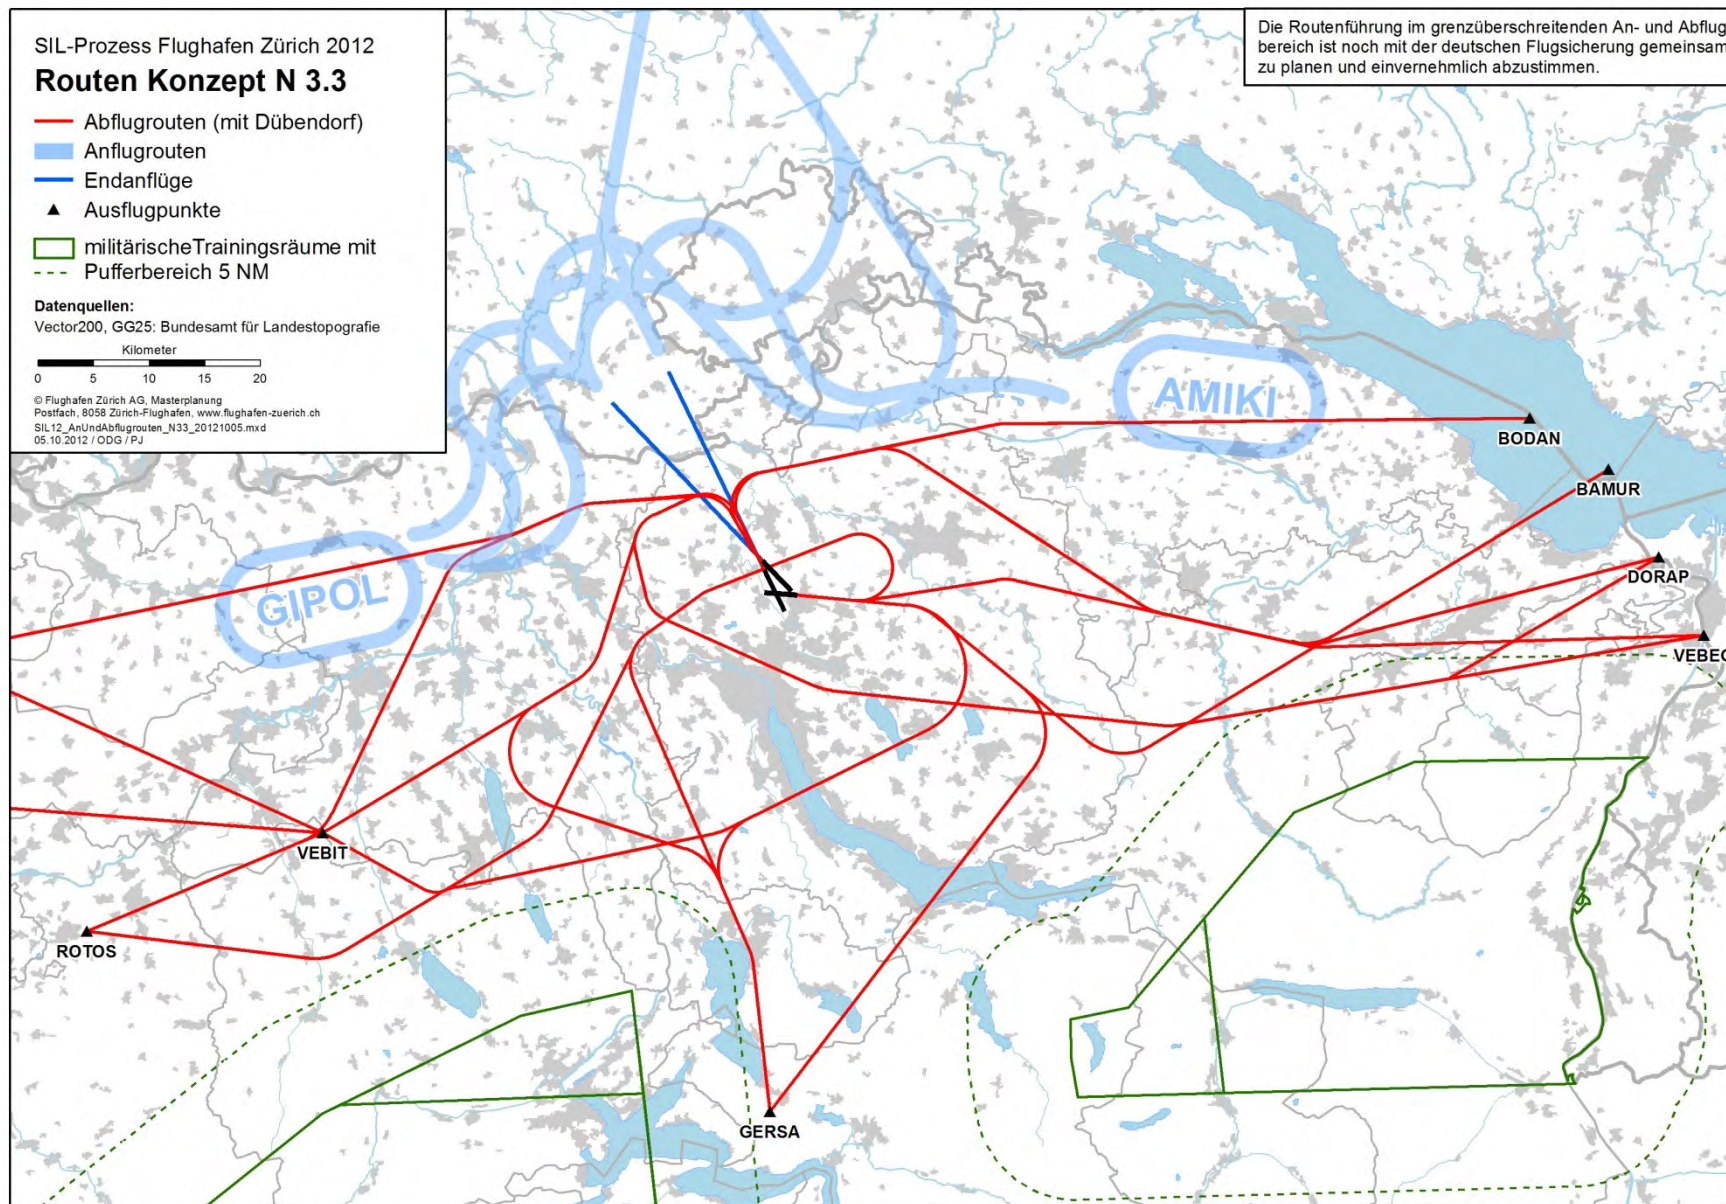 SIL-Prozess Flughafen Zürich 2012
Routen Konzept N 3.3
Abflugrouten (mit Dübendorf)
Anflugrouten
Endanflüge
Ausflugpunkte
militärischeTrainingsräume mit
Pufferbereich 5 NM
Datenquellen:
Vector200, GG25: Bundesamt für Landestopografie
Kilometer
0 5 10 15 20
© Flughafen Zürich AG, Masterplanung
Postfach, 8058 Zürich-Flughafen, www.flughafen-zuerich.ch
SIL12_AnUndAbflugrouten_N33_20121005.mxd
05.10.2012 / ODG / PJ
Die Routenführung im grenzüberschreitenden An- und Abflug
bereich ist noch mit der deutschen Flugsicherung gemeinsam
zu planen und einvernehmlich abzustimmen.
AMIKI
BODAN
BAMUR
DORAP
GIPOL
VEBEG
VEBIT
ROTOS
GERSA